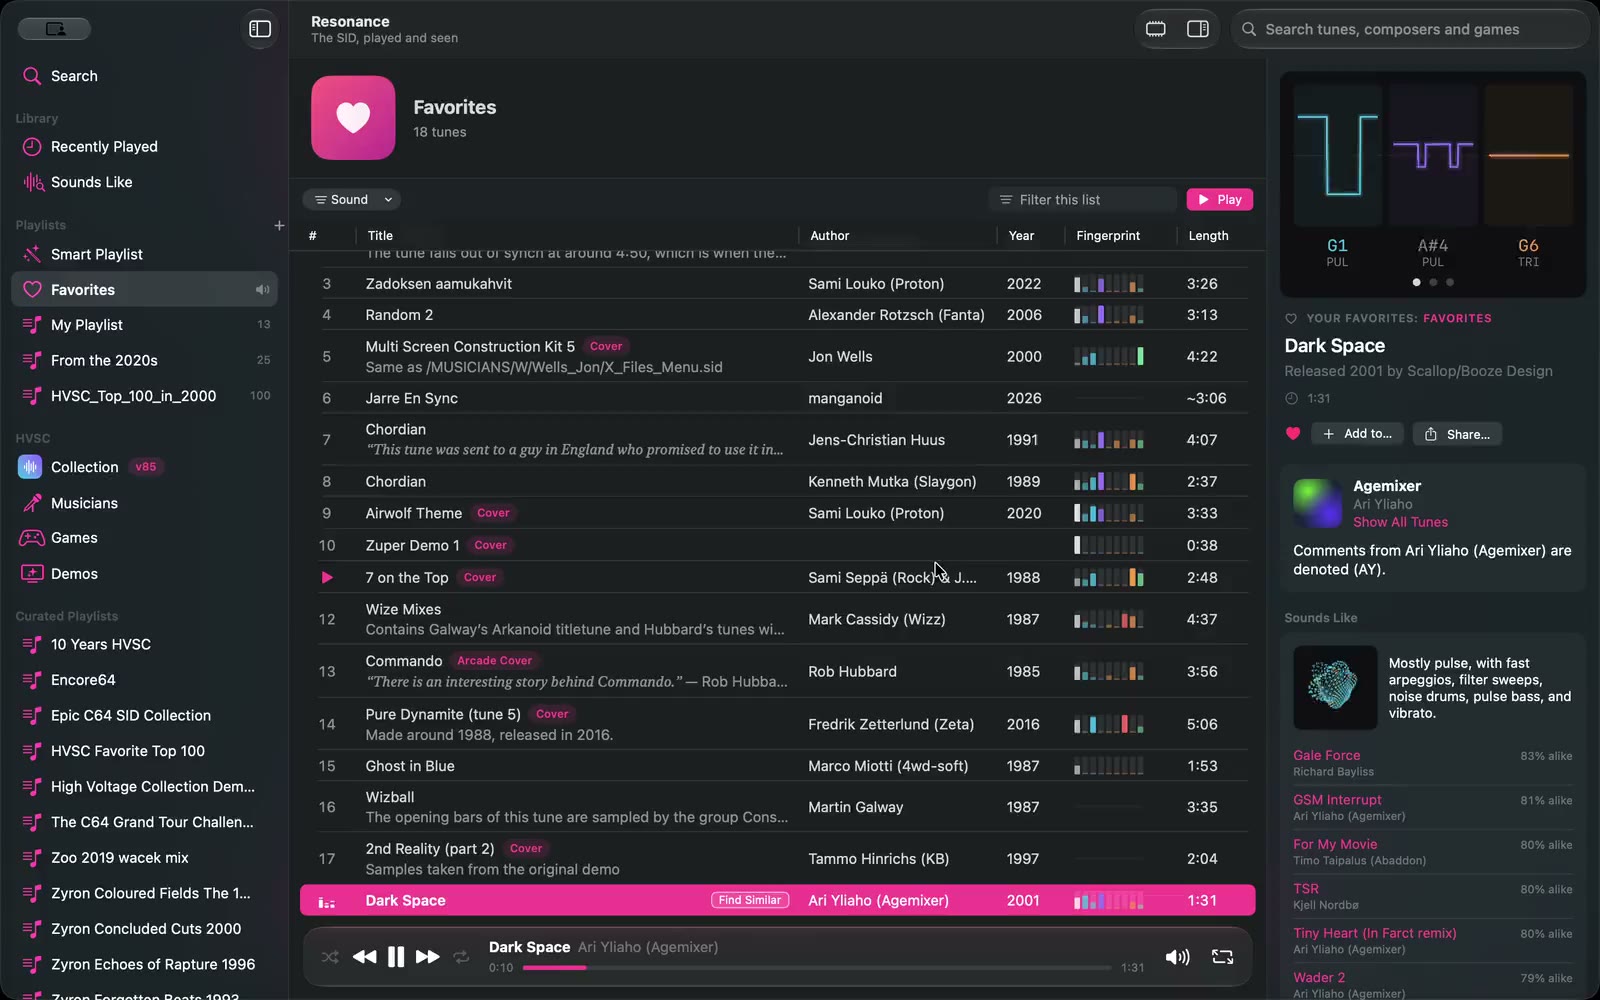 Resonance
The SID, played and seen
Search tunes, composers and games
Search
Library
Recently Played
Sounds Like
Playlists
Smart Playlist
Favorites
My Playlist 13
From the 2020s 25
HVSC_Top_100_in_2000 100
HVSC
Collection v85
Musicians
Games
Demos
Curated Playlists
10 Years HVSC
Encore64
Epic C64 SID Collection
HVSC Favorite Top 100
High Voltage Collection Dem...
The C64 Grand Tour Challen...
Zoo 2019 wacek mix
Zyron Coloured Fields The 1...
Zyron Concluded Cuts 2000
Zyron Echoes of Rapture 1996
Zyron Forgotten Beats 1993
Favorites
18 tunes
Sound
Filter this list
Play
# Title Author Year Fingerprint Length
The tune falls out of synch at around 4:50, which is when the...
3 Zadoksen aamukahvit Sami Louko (Proton) 2022 3:26
4 Random 2 Alexander Rotzsch (Fanta) 2006 3:13
5 Multi Screen Construction Kit 5 Cover Jon Wells 2000 4:22
Same as /MUSICIANS/W/Wells_Jon/X_Files_Menu.sid
6 Jarre En Sync manganoid 2026 ~3:06
7 Chordian Jens-Christian Huus 1991 4:07
“This tune was sent to a guy in England who promised to use it in...
8 Chordian Kenneth Mutka (Slaygon) 1989 2:37
9 Airwolf Theme Cover Sami Louko (Proton) 2020 3:33
10 Zuper Demo 1 Cover 0:38
7 on the Top Cover Sami Seppä (Rock) & J.... 1988 2:48
12 Wize Mixes Mark Cassidy (Wizz) 1987 4:37
Contains Galway’s Arkanoid titletune and Hubbard’s tunes wi...
13 Commando Arcade Cover Rob Hubbard 1985 3:56
“There is an interesting story behind Commando.” — Rob Hubba...
14 Pure Dynamite (tune 5) Cover Fredrik Zetterlund (Zeta) 2016 5:06
Made around 1988, released in 2016.
15 Ghost in Blue Marco Miotti (4wd-soft) 1987 1:53
16 Wizball Martin Galway 1987 3:35
The opening bars of this tune are sampled by the group Cons...
17 2nd Reality (part 2) Cover Tammo Hinrichs (KB) 1997 2:04
Samples taken from the original demo
Dark Space Find Similar Ari Yliaho (Agemixer) 2001 1:31
Dark Space Ari Yliaho (Agemixer)
0:10 1:31
G1 A#4 G6
PUL PUL TRI
YOUR FAVORITES: FAVORITES
Dark Space
Released 2001 by Scallop/Booze Design
1:31
+ Add to... Share...
Agemixer
Ari Yliaho
Show All Tunes
Comments from Ari Yliaho (Agemixer) are
denoted (AY).
Sounds Like
Mostly pulse, with fast
arpeggios, filter sweeps,
noise drums, pulse bass, and
vibrato.
Gale Force 83% alike
Richard Bayliss
GSM Interrupt 81% alike
Ari Yliaho (Agemixer)
For My Movie 80% alike
Timo Taipalus (Abaddon)
TSR 80% alike
Kjell Nordbø
Tiny Heart (In Farct remix) 80% alike
Ari Yliaho (Agemixer)
Wader 2 79% alike
Ari Yliaho (Agemixer)